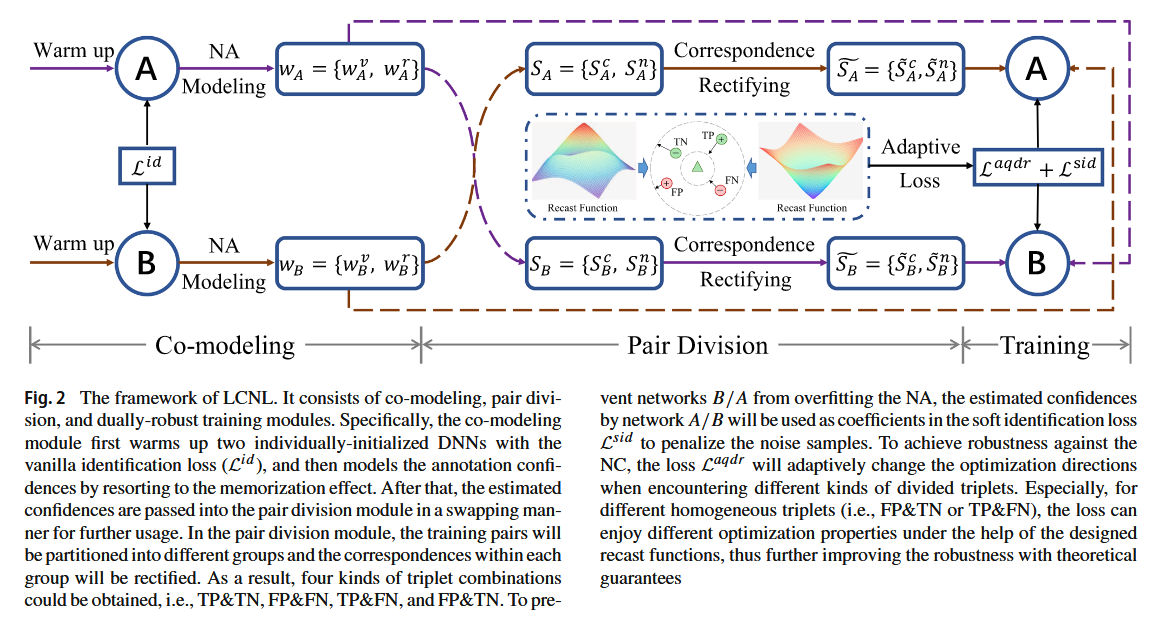 Warm up
A
NA
Modeling
w_A = {w_A^v, w_A^r}
S_A = {S_A^c, S_A^n}
Correspondence
Rectifying
\tilde{S_A} = {\tilde{S}_A^c, \tilde{S}_A^n}
A
ℒ^{id}
Recast Function
TN
TP
FP
FN
Recast Function
Adaptive
Loss
ℒ^{aqdr} + ℒ^{sid}
Warm up
B
NA
Modeling
w_B = {w_B^v, w_B^r}
S_B = {S_B^c, S_B^n}
Correspondence
Rectifying
\tilde{S_B} = {\tilde{S}_B^c, \tilde{S}_B^n}
B
Co-modeling
Pair Division
Training
Fig. 2 The framework of LCNL. It consists of co-modeling, pair divi-
sion, and dually-robust training modules. Specifically, the co-modeling
module first warms up two individually-initialized DNNs with the
vanilla identification loss (ℒ^{id}), and then models the annotation confi-
dences by resorting to the memorization effect. After that, the estimated
confidences are passed into the pair division module in a swapping man-
ner for further usage. In the pair division module, the training pairs will
be partitioned into different groups and the correspondences within each
group will be rectified. As a result, four kinds of triplet combinations
could be obtained, i.e., TP&TN, FP&FN, TP&FN, and FP&TN. To pre-
vent networks B/A from overfitting the NA, the estimated confidences
by network A/B will be used as coefficients in the soft identification loss
ℒ^{sid} to penalize the noise samples. To achieve robustness against the
NC, the loss ℒ^{aqdr} will adaptively change the optimization directions
when encountering different kinds of divided triplets. Especially, for
different homogeneous triplets (i.e., FP&TN or TP&FN), the loss can
enjoy different optimization properties under the help of the designed
recast functions, thus further improving the robustness with theoretical
guarantees